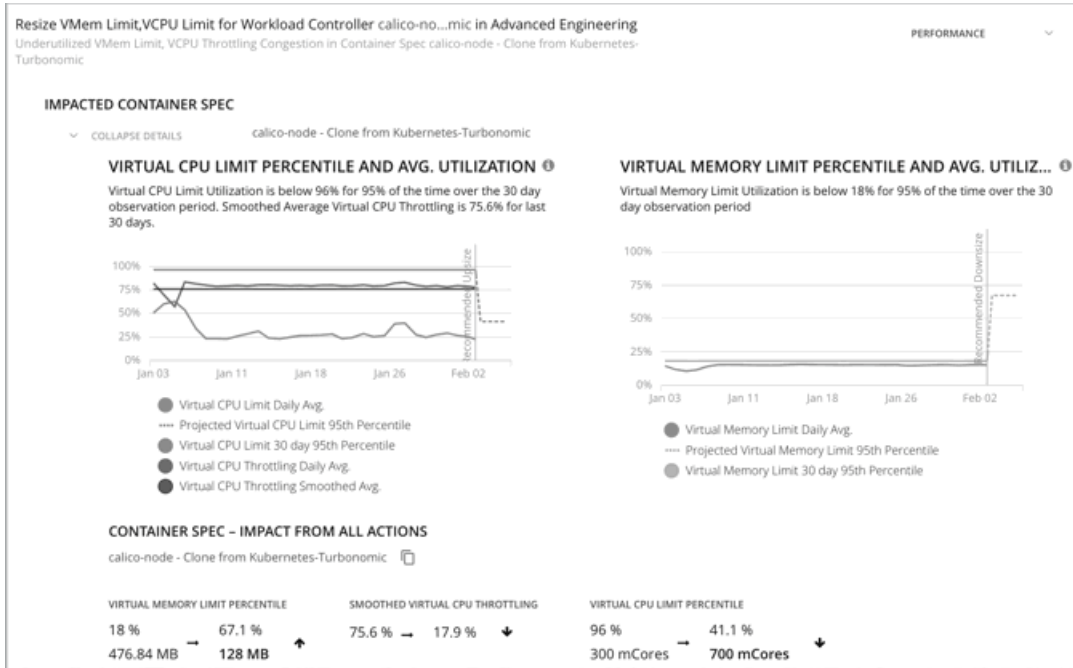 Resize VMem Limit,VCPU Limit for Workload Controller calico-no...mic in Advanced Engineering
PERFORMANCE
Underutilized VMem Limit, VCPU Throttling Congestion in Container Spec calico-node - Clone from Kubernetes-
Turbonomic
IMPACTED CONTAINER SPEC
COLLAPSE DETAILS
calico-node - Clone from Kubernetes-Turbonomic
VIRTUAL CPU LIMIT PERCENTILE AND AVG. UTILIZATION
Virtual CPU Limit Utilization is below 96% for 95% of the time over the 30 day
observation period. Smoothed Average Virtual CPU Throttling is 75.6% for last
30 days.
100%
75%
50%
25%
0%
Recommended Upsize
Jan 03 Jan 11 Jan 18 Jan 26 Feb 02
Virtual CPU Limit Daily Avg.
Projected Virtual CPU Limit 95th Percentile
Virtual CPU Limit 30 day 95th Percentile
Virtual CPU Throttling Daily Avg.
Virtual CPU Throttling Smoothed Avg.
VIRTUAL MEMORY LIMIT PERCENTILE AND AVG. UTILIZ...
Virtual Memory Limit Utilization is below 18% for 95% of the time over the 30
day observation period
100%
75%
50%
25%
0%
Recommended Downsize
Jan 03 Jan 11 Jan 18 Jan 26 Feb 02
Virtual Memory Limit Daily Avg.
Projected Virtual Memory Limit 95th Percentile
Virtual Memory Limit 30 day 95th Percentile
CONTAINER SPEC – IMPACT FROM ALL ACTIONS
calico-node - Clone from Kubernetes-Turbonomic
VIRTUAL MEMORY LIMIT PERCENTILE
18 % → 67.1 %
476.84 MB 128 MB
SMOOTHED VIRTUAL CPU THROTTLING
75.6 % → 17.9 %
VIRTUAL CPU LIMIT PERCENTILE
96 % → 41.1 %
300 mCores 700 mCores